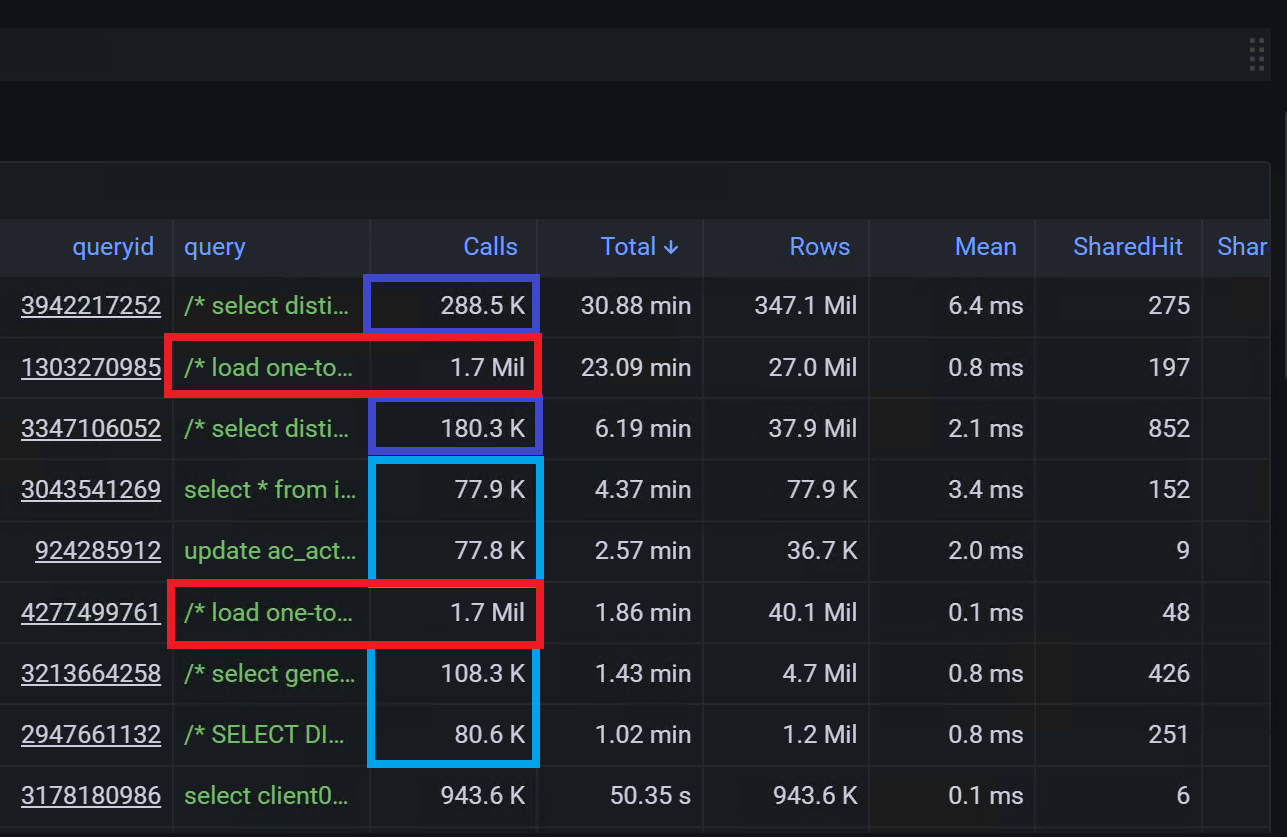 queryid query Calls Total ↓ Rows Mean SharedHit Shar
3942217252 /* select disti... 288.5 K 30.88 min 347.1 Mil 6.4 ms 275
1303270985 /* load one-to... 1.7 Mil 23.09 min 27.0 Mil 0.8 ms 197
3347106052 /* select disti... 180.3 K 6.19 min 37.9 Mil 2.1 ms 852
3043541269 select * from i... 77.9 K 4.37 min 77.9 K 3.4 ms 152
924285912 update ac_act... 77.8 K 2.57 min 36.7 K 2.0 ms 9
4277499761 /* load one-to... 1.7 Mil 1.86 min 40.1 Mil 0.1 ms 48
3213664258 /* select gene... 108.3 K 1.43 min 4.7 Mil 0.8 ms 426
2947661132 /* SELECT DI... 80.6 K 1.02 min 1.2 Mil 0.8 ms 251
3178180986 select client0... 943.6 K 50.35 s 943.6 K 0.1 ms 6